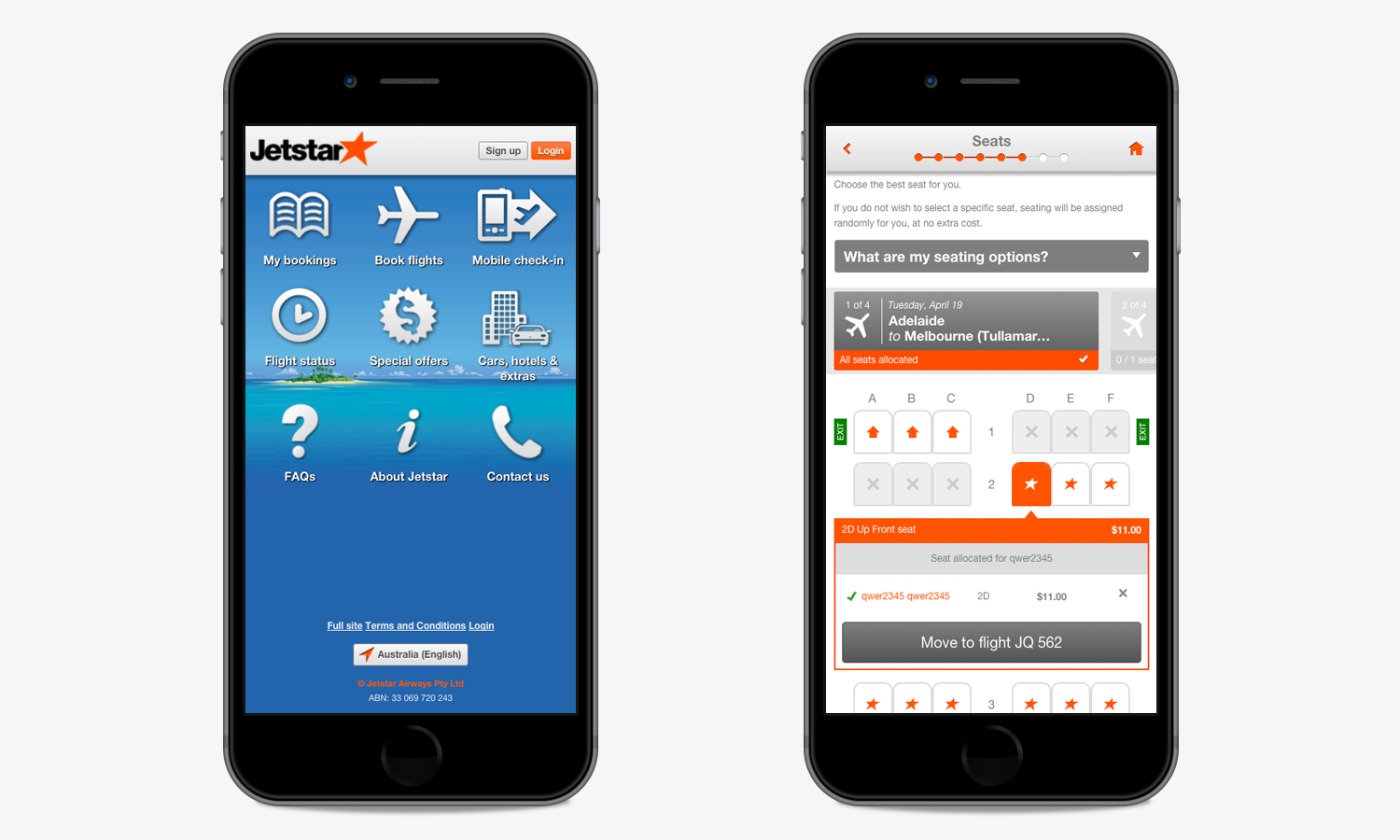 Jetstar
Sign up Login
My bookings Book flights Mobile check-in
Flight status Special offers Cars, hotels &
extras
FAQs About Jetstar Contact us
Full site Terms and Conditions Login
Australia (English)
© Jetstar Airways Pty Ltd
ABN: 33 069 720 243
Seats
Choose the best seat for you.
If you do not wish to select a specific seat, seating will be assigned
randomly for you, at no extra cost.
What are my seating options?
1 of 4 Tuesday, April 19 2 of 4
Adelaide
to Melbourne (Tullamar...
All seats allocated 0 / 1 seat
A B C D E F
EXIT 1 EXIT
2
2D Up Front seat $11.00
Seat allocated for qwer2345
qwer2345 qwer2345 2D $11.00
Move to flight JQ 562
3